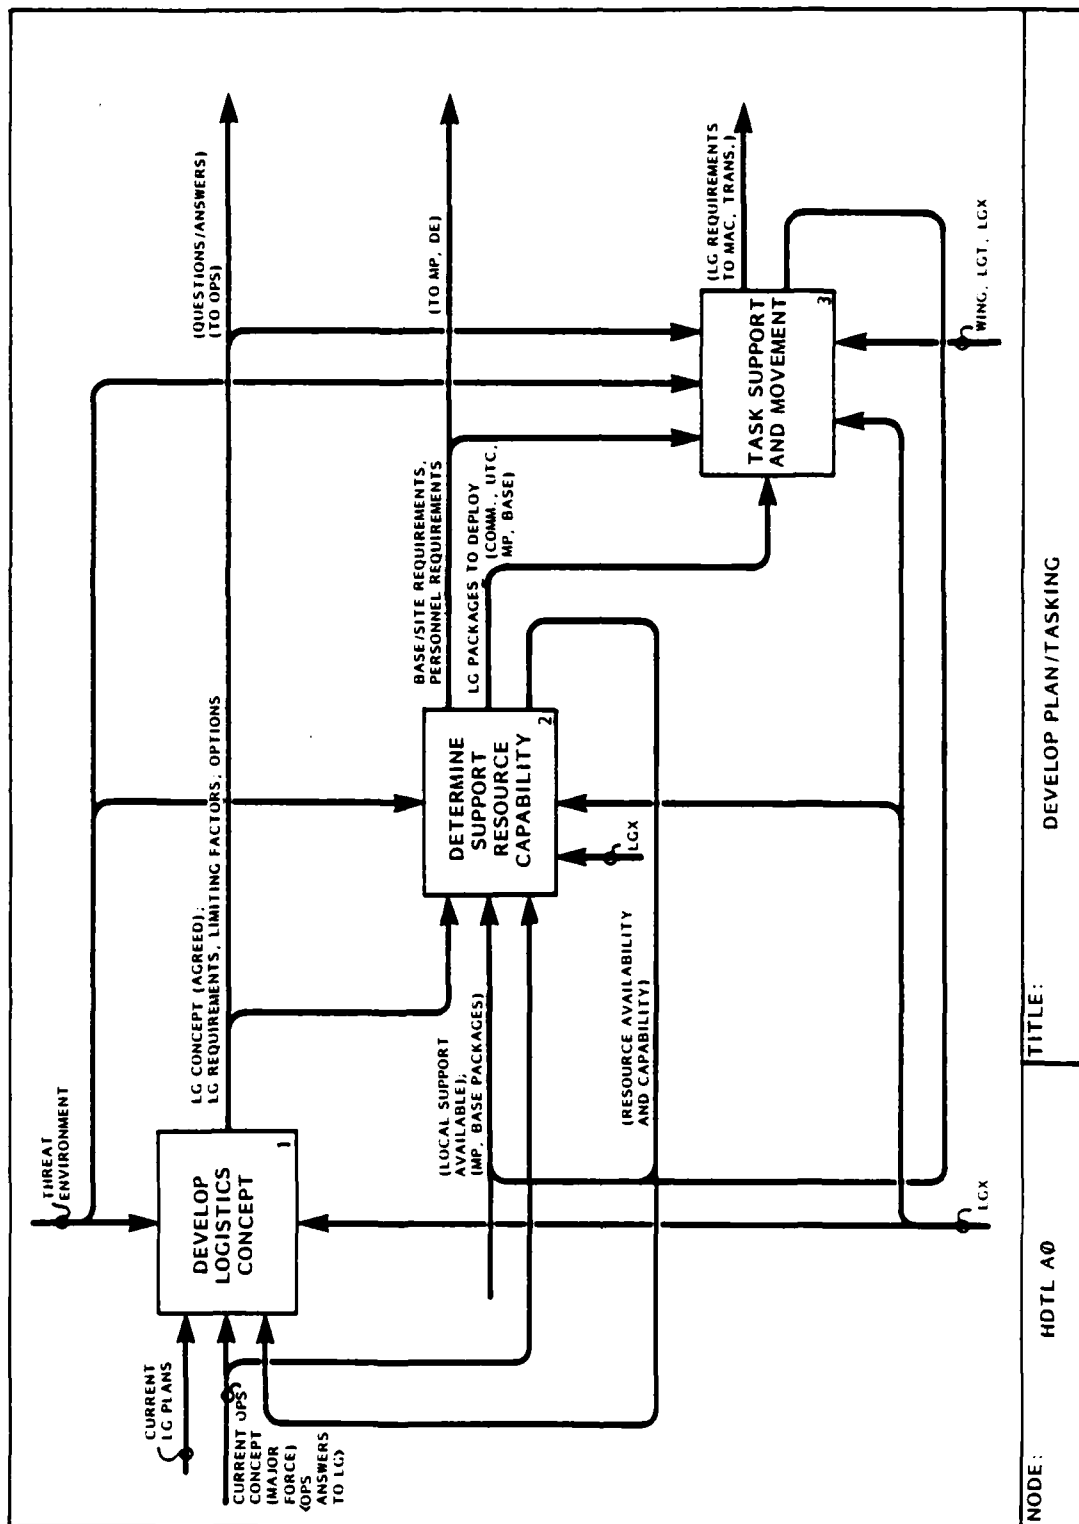 THREAT
ENVIRONMENT
CURRENT
LG PLANS
DEVELOP
LOGISTICS
CONCEPT
1
LG CONCEPT (AGREED);
LG REQUIREMENTS, LIMITING FACTORS, OPTIONS
(QUESTIONS/ANSWERS)
(TO OPS)
CURRENT OPS
CONCEPT
(MAJOR
FORCE)
(OPS
ANSWERS
TO LG)
(LOCAL SUPPORT
AVAILABLE);
(MP, BASE PACKAGES)
DETERMINE
SUPPORT
RESOURCE
CAPABILITY
2
BASE/SITE REQUIREMENTS,
PERSONNEL REQUIREMENTS
(TO MP, DE)
LG PACKAGES TO DEPLOY
(COMM., UTC,
MP, BASE)
LGX
(RESOURCE AVAILABILITY
AND CAPABILITY)
TASK SUPPORT
AND MOVEMENT
3
(LG REQUIREMENTS
TO MAC, TRANS.)
LGX
WING, LGT, LGX
NODE:
HDTL A0
TITLE:
DEVELOP PLAN/TASKING